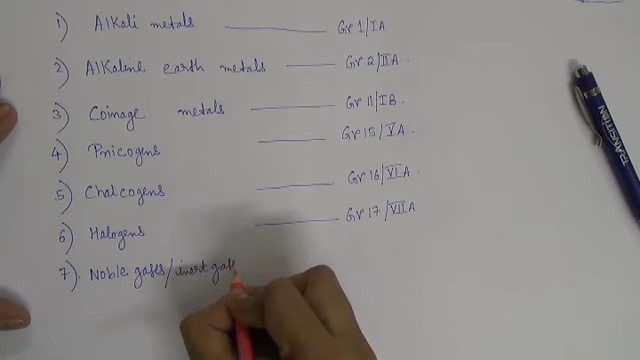 1) Alkali metals ——— Gr 1/IA
2) Alkaline earth metals ——— Gr 2/IIA.
3) Coinage metals ——— Gr 11/IB.
4) Pnicogens ——— Gr 15/VA.
5) Chalcogens ——— Gr 16/VIA.
6) Halogens ——— Gr 17/VIIA
7). Noble gases/inert gase
TRANSITION